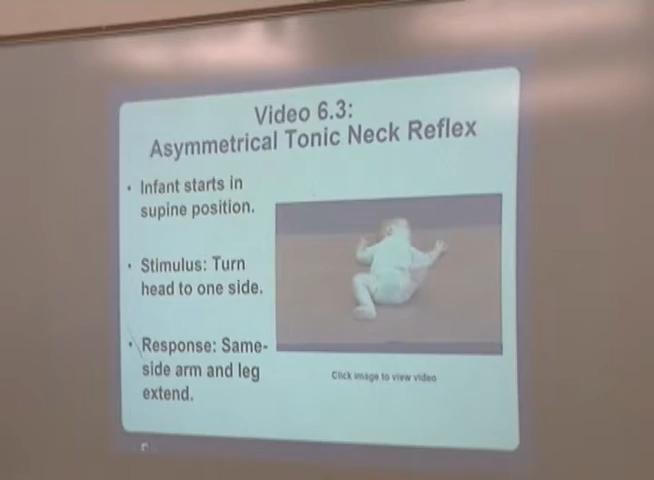 Video 6.3:
Asymmetrical Tonic Neck Reflex
• Infant starts in
supine position.
• Stimulus: Turn
head to one side.
• Response: Same-
side arm and leg
extend.
Click image to view video